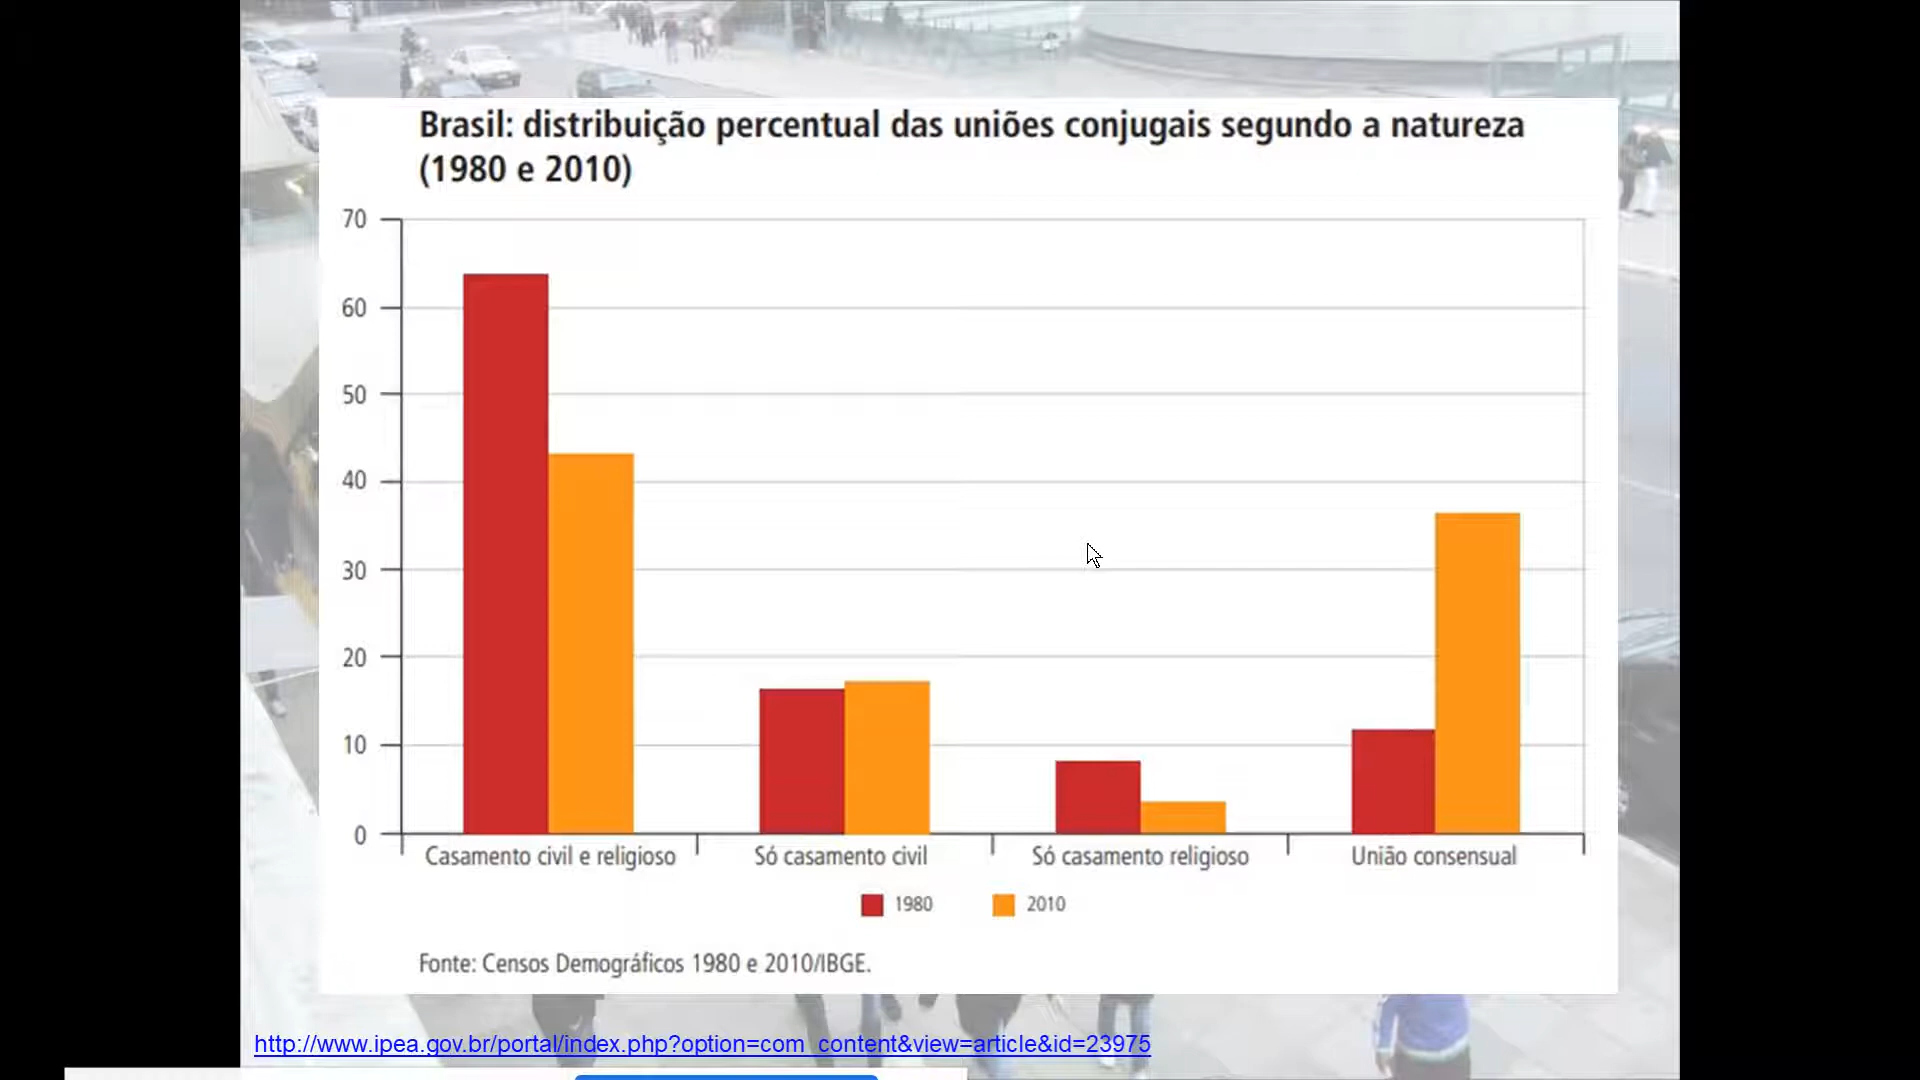 Brasil: distribuição percentual das uniões conjugais segundo a natureza
(1980 e 2010)
70
60
50
40
30
20
10
0
Casamento civil e religioso
Só casamento civil
Só casamento religioso
União consensual
1980
2010
Fonte: Censos Demográficos 1980 e 2010/IBGE.
http://www.ipea.gov.br/portal/index.php?option=com_content&view=article&id=23975